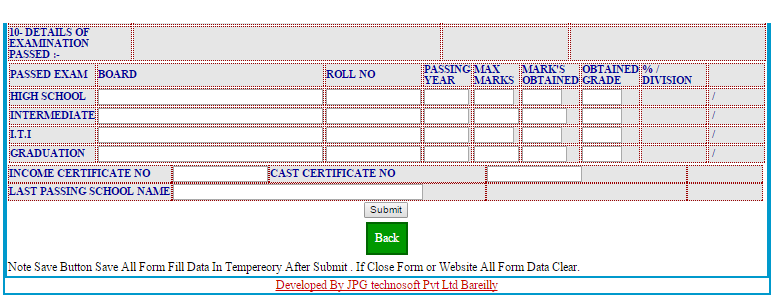 10- DETAILS OF
EXAMINATION
PASSED :-
PASSED EXAM BOARD ROLL NO PASSING YEAR MAX MARKS MARK'S OBTAINED OBTAINED GRADE % / DIVISION
HIGH SCHOOL /
INTERMEDIATE /
I.T.I /
GRADUATION /
INCOME CERTIFICATE NO CAST CERTIFICATE NO
LAST PASSING SCHOOL NAME
Submit
Back
Note Save Button Save All Form Fill Data In Tempereory After Submit . If Close Form or Website All Form Data Clear.
Developed By JPG technosoft Pvt Ltd Bareilly